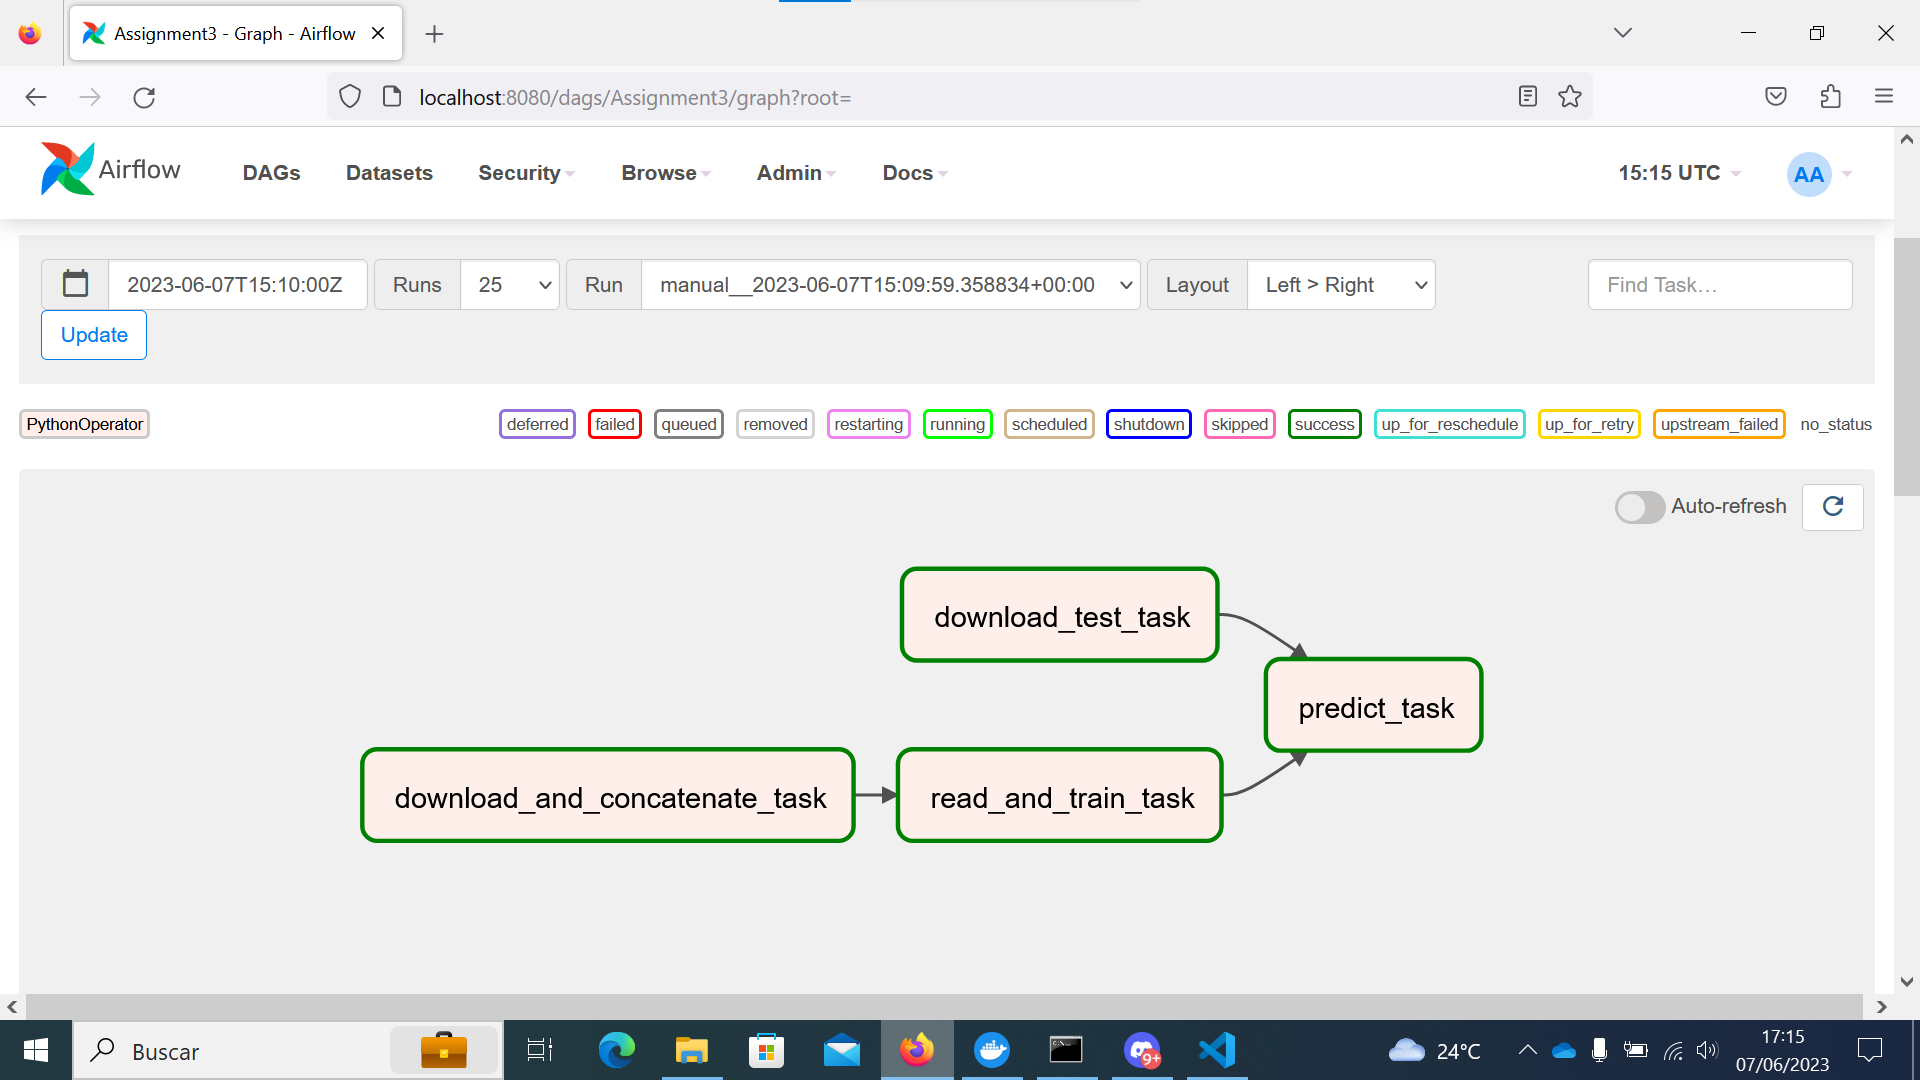 Assignment3 - Graph - Airflow
localhost:8080/dags/Assignment3/graph?root=
Airflow DAGs Datasets Security Browse Admin Docs 15:15 UTC AA
2023-06-07T15:10:00Z Runs 25 Run manual__2023-06-07T15:09:59.358834+00:00 Layout Left > Right Find Task…
Update
PythonOperator deferred failed queued removed restarting running scheduled shutdown skipped success up_for_reschedule up_for_retry upstream_failed no_status
Auto-refresh
download_test_task
predict_task
download_and_concatenate_task read_and_train_task
Buscar 9+ 24°C 17:15
07/06/2023